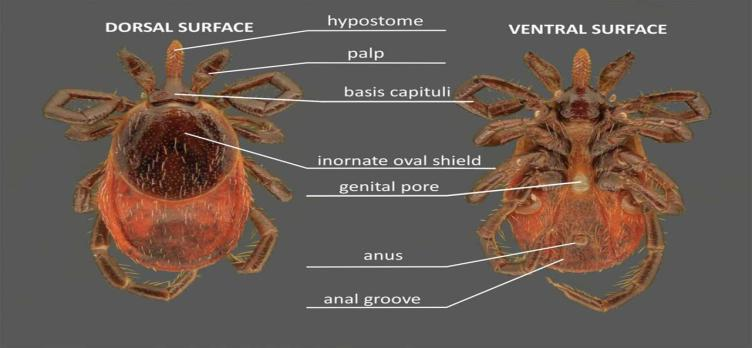 DORSAL SURFACE
VENTRAL SURFACE
hypostome
palp
basis capituli
inornate oval shield
genital pore
anus
anal groove